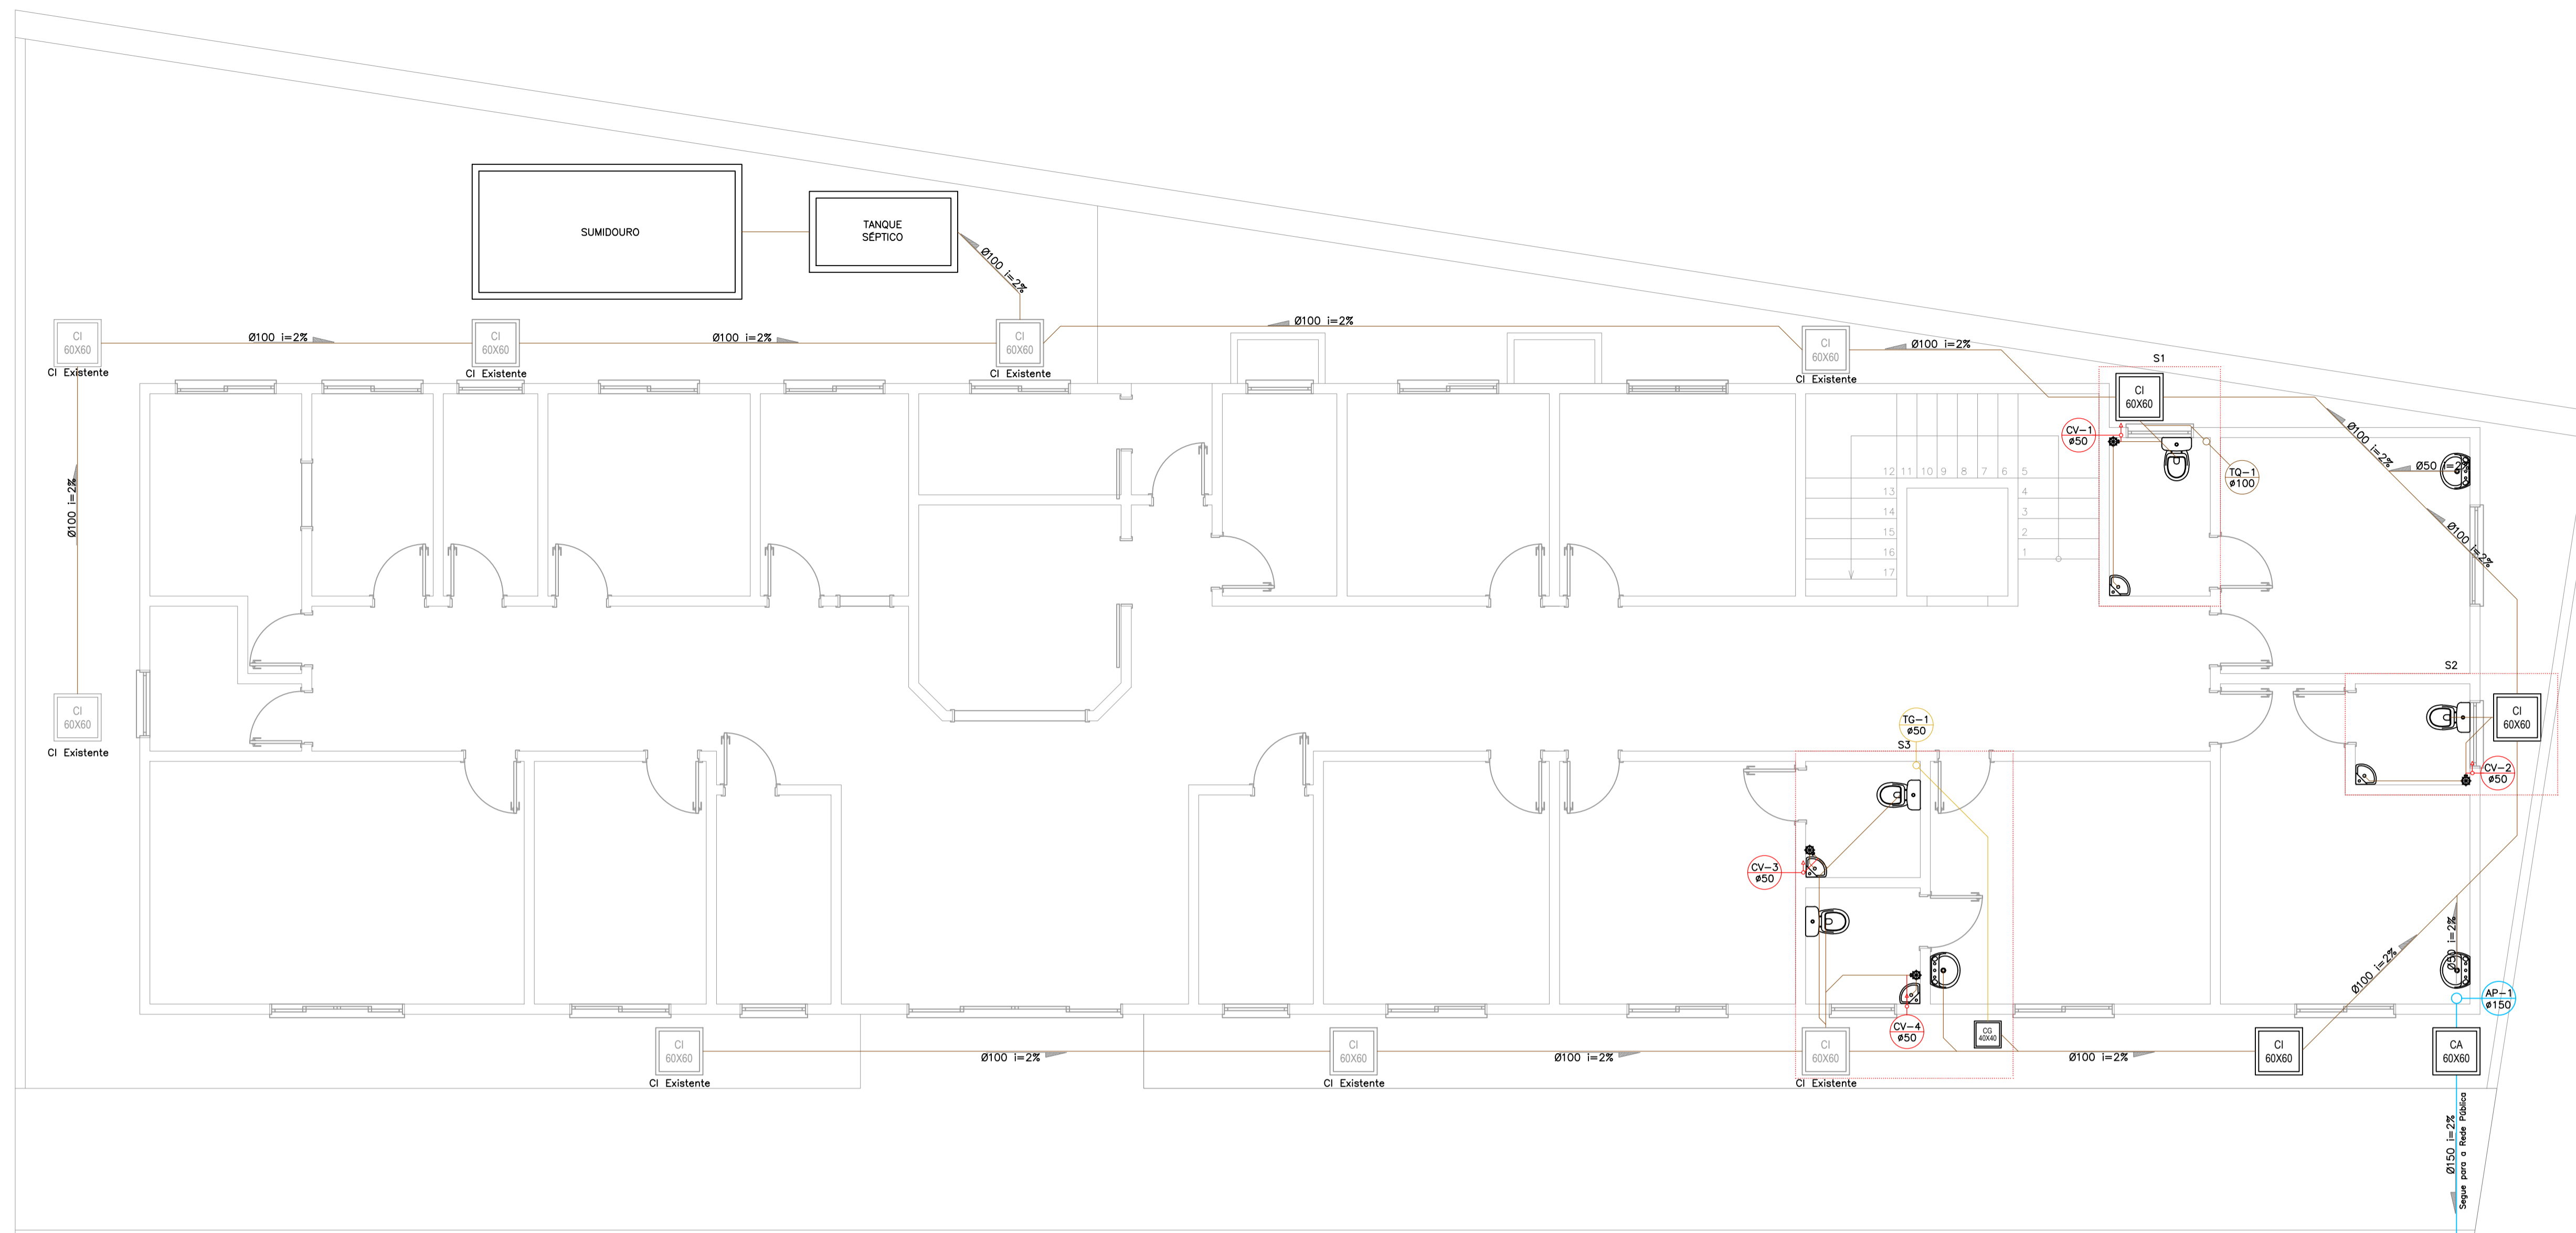 SUMIDOURO
TANQUE
SÉPTICO
Ø100 i=2%
CI
60X60
CI Existente
Ø100 i=2%
CI
60X60
CI Existente
Ø100 i=2%
CI
60X60
CI Existente
Ø100 i=2%
CI
60X60
CI Existente
Ø100 i=2%
S1
CI
60X60
CV-1
ø50
TQ-1
ø100
Ø100 i=2%
Ø50 i=2%
Ø100 i=2%
12
11
10
9
8
7
6
5
13
4
14
3
15
2
16
1
17
Ø100 i=2%
CI
60X60
CI Existente
S2
CI
60X60
CV-2
ø50
TG-1
ø50
S3
CV-3
ø50
Ø50 i=2%
Ø100 i=2%
AP-1
ø150
CV-4
ø50
CG
40X40
CI
60X60
CI Existente
Ø100 i=2%
CI
60X60
CI Existente
Ø100 i=2%
CI
60X60
CI Existente
Ø100 i=2%
CI
60X60
CA
60X60
Ø150 i=2%
Segue para a Rede Pública